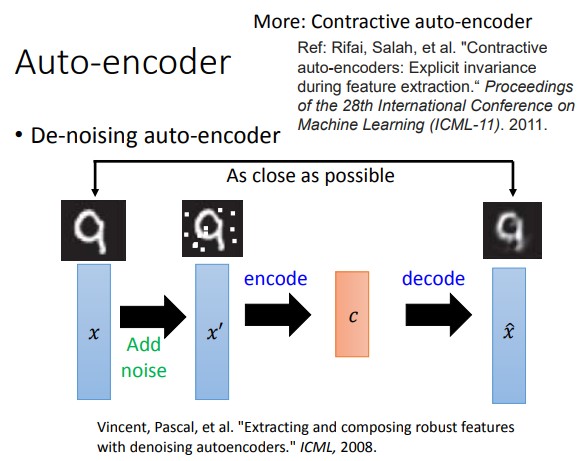 More: Contractive auto-encoder
Auto-encoder
Ref: Rifai, Salah, et al. "Contractive
auto-encoders: Explicit invariance
during feature extraction.“ Proceedings
of the 28th International Conference on
Machine Learning (ICML-11). 2011.
• De-noising auto-encoder
As close as possible
encode
decode
x
x′
c
x̂
Add
noise
Vincent, Pascal, et al. "Extracting and composing robust features
with denoising autoencoders." ICML, 2008.